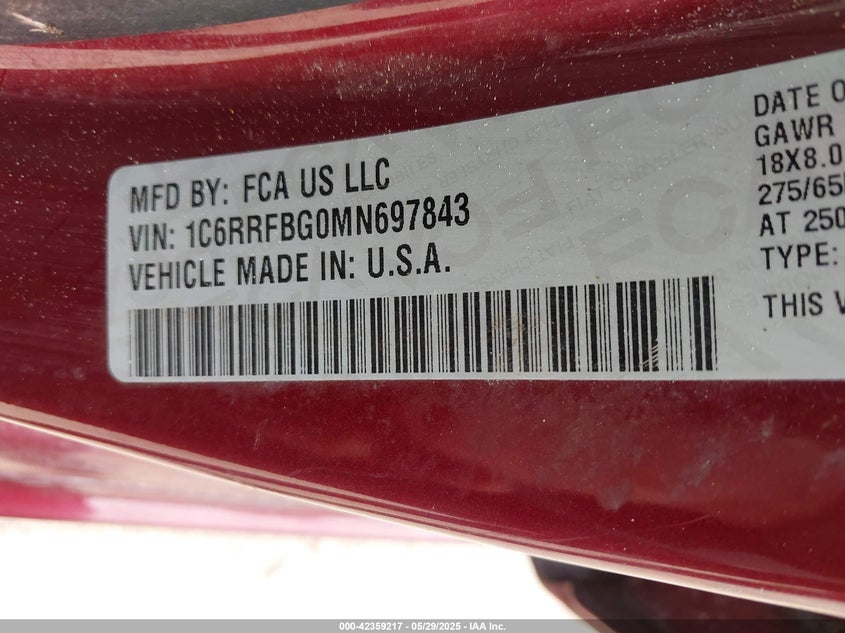 MFD BY: FCA US LLC
VIN: 1C6RRFBG0MN697843
VEHICLE MADE IN: U.S.A.
DATE O
GAWR
18X8.0
275/65
AT 250
TYPE:
THIS V
000-42359217 - 05/29/2025 - IAA Inc.